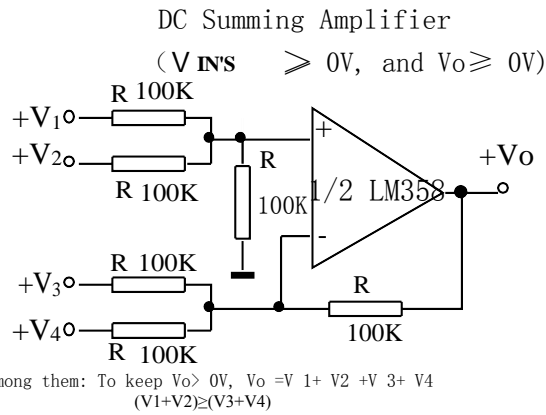 DC Summing Amplifier
(V IN'S ≥ 0V, and Vo≥ 0V)
R 100K
+V1
+V2
R 100K
R
100K
+
-
1/2 LM358
+Vo
R 100K
+V3
+V4
R 100K
R
100K
mong them: To keep Vo> 0V, Vo =V 1+ V2 +V 3+ V4
(V1+V2)≥(V3+V4)